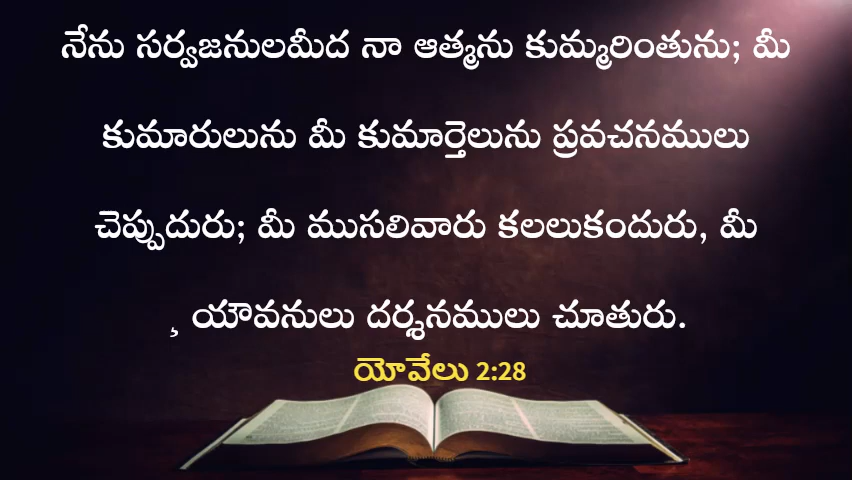 నేను సర్వజనులమీద నా ఆత్మను కుమ్మరింతును; మీ
కుమారులును మీ కుమార్తెలును ప్రవచనములు
చెప్పుదురు; మీ ముసలివారు కలలుకందురు, మీ
¸ యౌవనులు దర్శనములు చూతురు.
యోవేలు 2:28